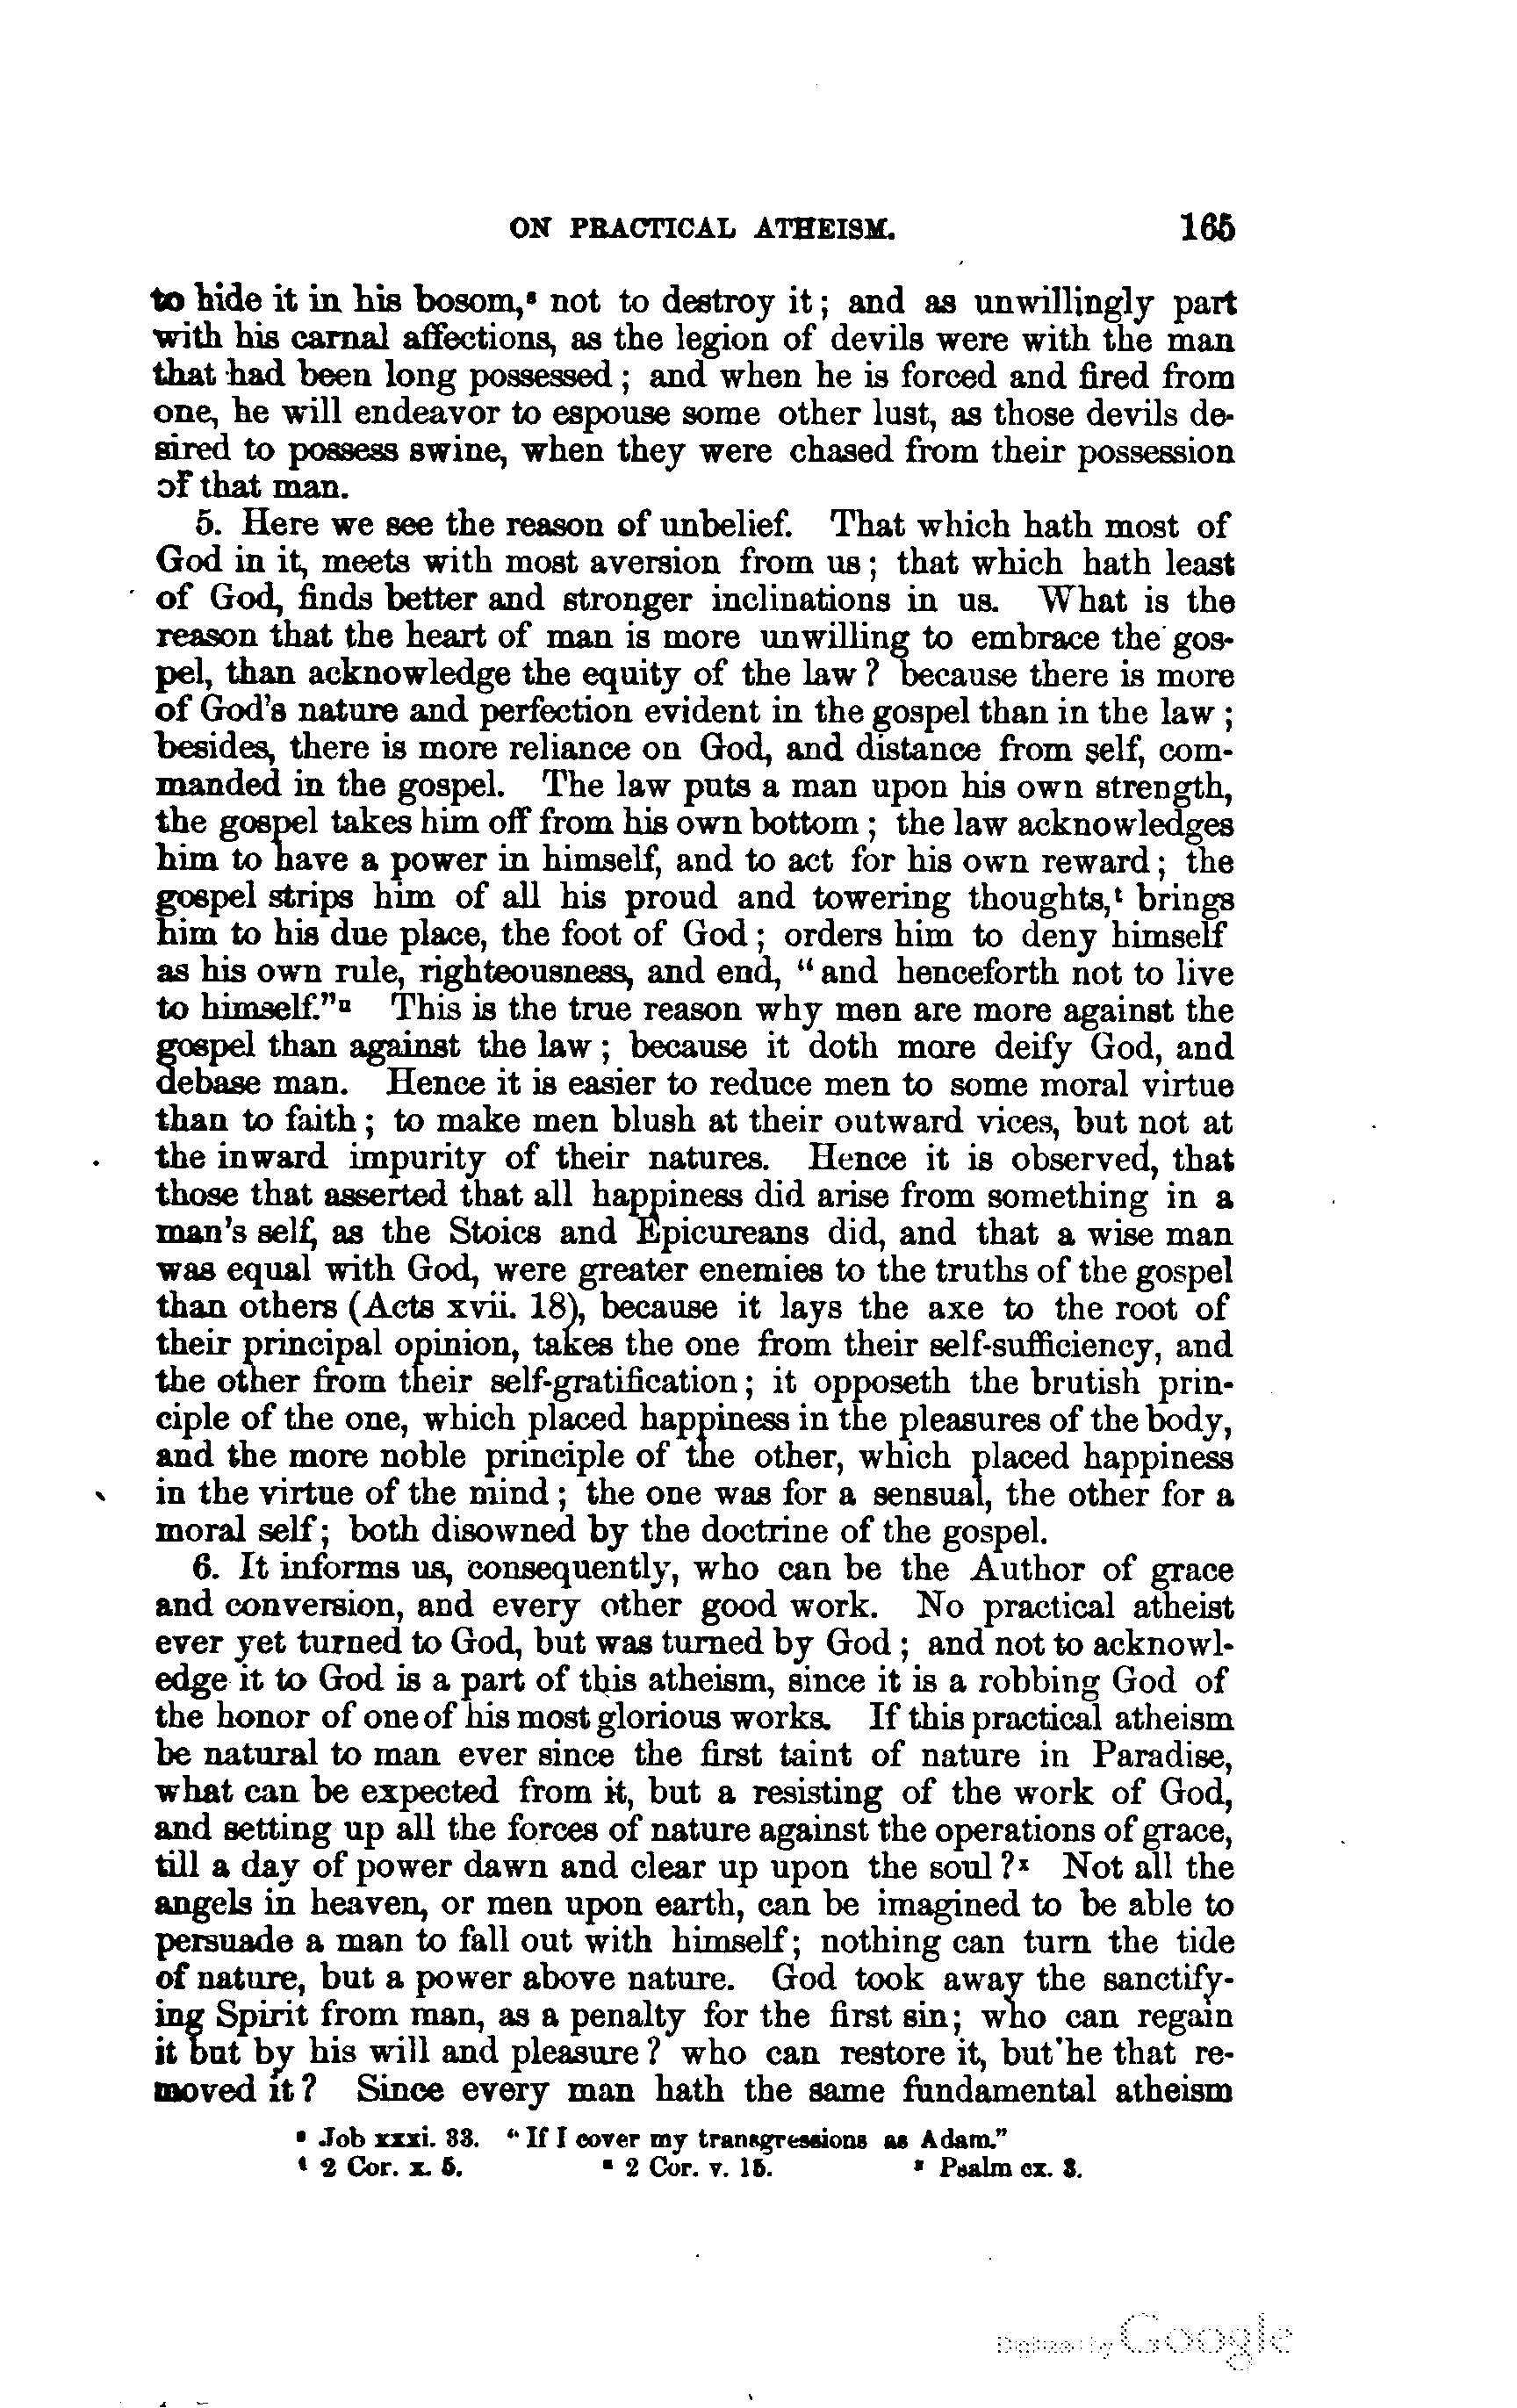 ON PRACTICAL ATHEISM. 165
to hide it in his bosom,ˢ not to destroy it; and as unwillingly part
with his carnal affections, as the legion of devils were with the man
that had been long possessed; and when he is forced and fired from
one, he will endeavor to espouse some other lust, as those devils de-
sired to possess swine, when they were chased from their possession
of that man.
5. Here we see the reason of unbelief. That which hath most of
God in it, meets with most aversion from us; that which hath least
of God, finds better and stronger inclinations in us. What is the
reason that the heart of man is more unwilling to embrace the gos-
pel, than acknowledge the equity of the law? because there is more
of God's nature and perfection evident in the gospel than in the law;
besides, there is more reliance on God, and distance from self, com-
manded in the gospel. The law puts a man upon his own strength,
the gospel takes him off from his own bottom; the law acknowledges
him to have a power in himself, and to act for his own reward; the
gospel strips him of all his proud and towering thoughts,ᵗ brings
him to his due place, the foot of God; orders him to deny himself
as his own rule, righteousness, and end, "and henceforth not to live
to himself."ᵘ This is the true reason why men are more against the
gospel than against the law; because it doth more deify God, and
debase man. Hence it is easier to reduce men to some moral virtue
than to faith; to make men blush at their outward vices, but not at
the inward impurity of their natures. Hence it is observed, that
those that asserted that all happiness did arise from something in a
man's self, as the Stoics and Epicureans did, and that a wise man
was equal with God, were greater enemies to the truths of the gospel
than others (Acts xvii. 18), because it lays the axe to the root of
their principal opinion, takes the one from their self-sufficiency, and
the other from their self-gratification; it opposeth the brutish prin-
ciple of the one, which placed happiness in the pleasures of the body,
and the more noble principle of the other, which placed happiness
in the virtue of the mind; the one was for a sensual, the other for a
moral self; both disowned by the doctrine of the gospel.
6. It informs us, consequently, who can be the Author of grace
and conversion, and every other good work. No practical atheist
ever yet turned to God, but was turned by God; and not to acknowl-
edge it to God is a part of this atheism, since it is a robbing God of
the honor of one of his most glorious works. If this practical atheism
be natural to man ever since the first taint of nature in Paradise,
what can be expected from it, but a resisting of the work of God,
and setting up all the forces of nature against the operations of grace,
till a day of power dawn and clear up upon the soul?ˣ Not all the
angels in heaven, or men upon earth, can be imagined to be able to
persuade a man to fall out with himself; nothing can turn the tide
of nature, but a power above nature. God took away the sanctify-
ing Spirit from man, as a penalty for the first sin; who can regain
it but by his will and pleasure? who can restore it, but he that re-
moved it? Since every man hath the same fundamental atheism
ˢ Job xxxi. 33. "If I cover my transgressions as Adam."
ᵗ 2 Cor. x. 5. ᵘ 2 Cor. v. 15. ˣ Psalm cx. 3.
Digitized by Google